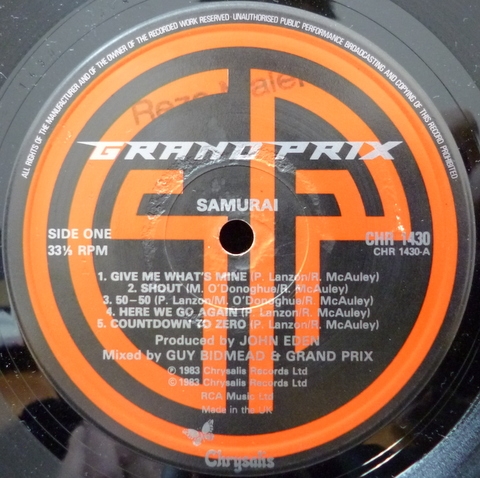 ALL RIGHTS OF THE MANUFACTURER AND OF THE OWNER OF THE RECORDED WORK RESERVED · UNAUTHORISED PUBLIC PERFORMANCE BROADCASTING AND COPYING OF THIS RECORD PROHIBITED
GRAND PRIX
SAMURAI
SIDE ONE
33⅓ RPM
CHR 1430
CHR 1430-A
1. GIVE ME WHAT'S MINE (P. Lanzon/R. McAuley)
2. SHOUT (M. O'Donoghue/R. McAuley)
3. 50-50 (P. Lanzon/M. O'Donoghue/R. McAuley)
4. HERE WE GO AGAIN (P. Lanzon/R. McAuley)
5. COUNTDOWN TO ZERO (P. Lanzon/R. McAuley)
Produced by JOHN EDEN
Mixed by GUY BIDMEAD & GRAND PRIX
℗ 1983 Chrysalis Records Ltd
© 1983 Chrysalis Records Ltd
RCA Music Ltd
Made in the UK
Chrysalis